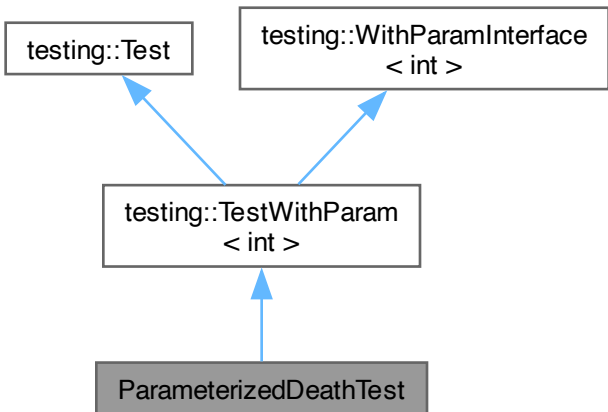 testing::Test
testing::WithParamInterface
< int >
testing::TestWithParam
< int >
ParameterizedDeathTest